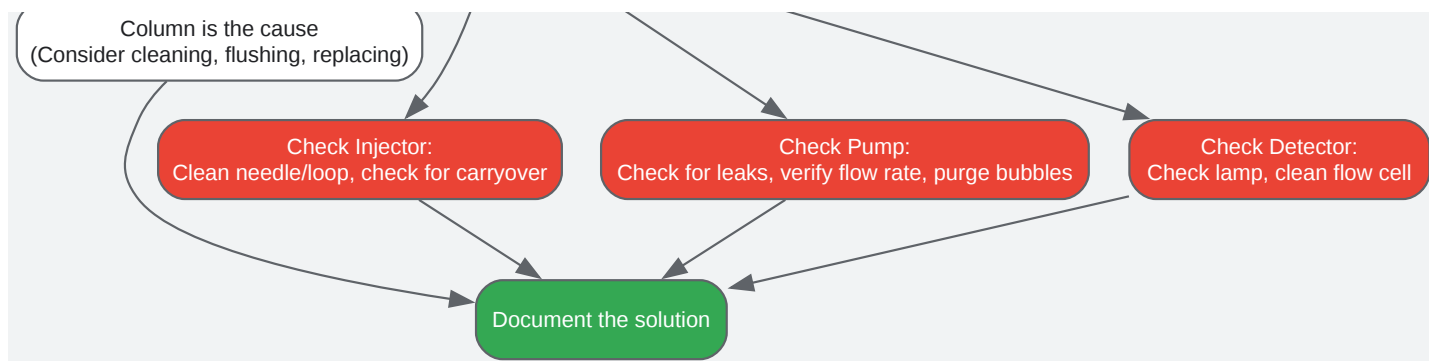 Column is the cause
(Consider cleaning, flushing, replacing)
Check Injector:
Clean needle/loop, check for carryover
Check Pump:
Check for leaks, verify flow rate, purge bubbles
Check Detector:
Check lamp, clean flow cell
Document the solution